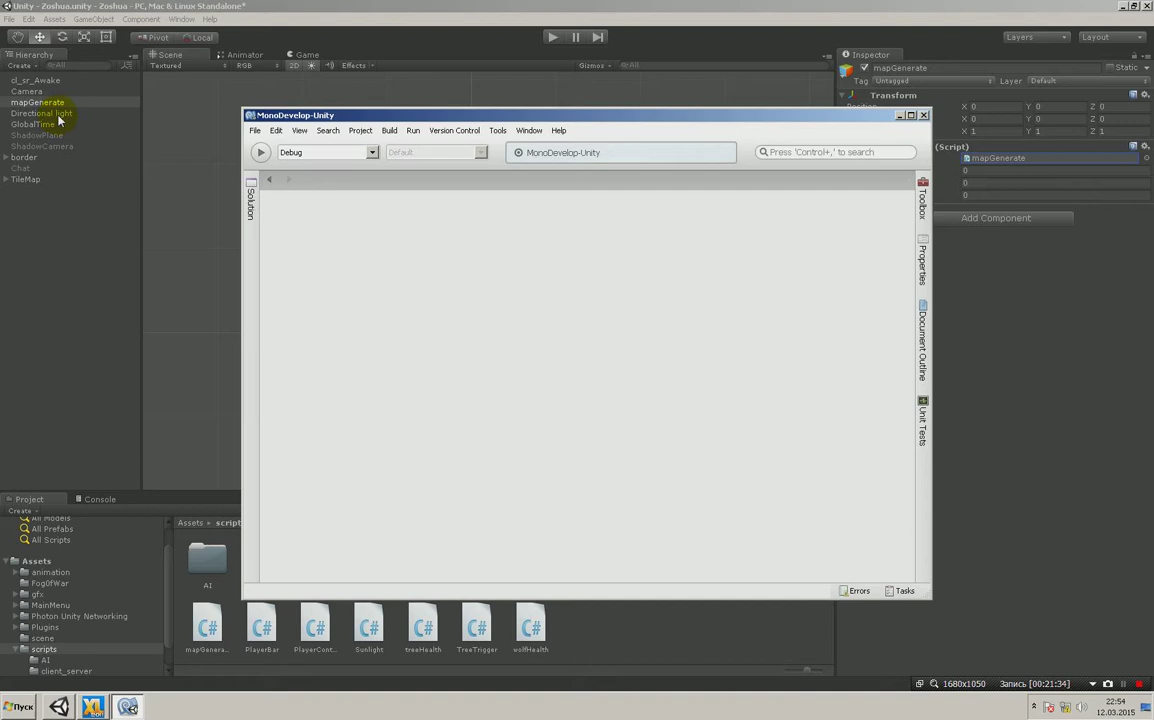 Unity - Zoshua.unity - Zoshua - PC, Mac & Linux Standalone*
File Edit Assets GameObject Component Window Help
Pivot Local Layers Layout
Hierarchy Scene Animator Game Inspector
Create All Textured RGB 2D Effects Gizmos All
mapGenerate Static
Tag Untagged Layer Default
Transform
Position X 0 Y 0 Z 0
X 0 Y 0 Z 0
X 1 Y 1 Z 1
(Script)
mapGenerate
0
0
0
Add Component
cl_sr_Awake
Camera
mapGenerate
Directional light
GlobalTime
ShadowPlane
ShadowCamera
border
Chat
TileMap
MonoDevelop-Unity
File Edit View Search Project Build Run Version Control Tools Window Help
Debug Default MonoDevelop-Unity Press 'Control+,' to search
Solution
Toolbox
Properties
Document Outline
Unit Tests
Errors Tasks
Project Console
Create
All Models
All Prefabs
All Scripts
Assets
animation
FogOfWar
gfx
MainMenu
Photon Unity Networking
Plugins
scene
scripts
AI
client_server
Assets script
AI
mapGenera... PlayerBar PlayerCont... Sunlight treeHealth TreeTrigger wolfHealth
1680x1050 Запись [00:21:34]
Пуск
22:54
12.03.2015